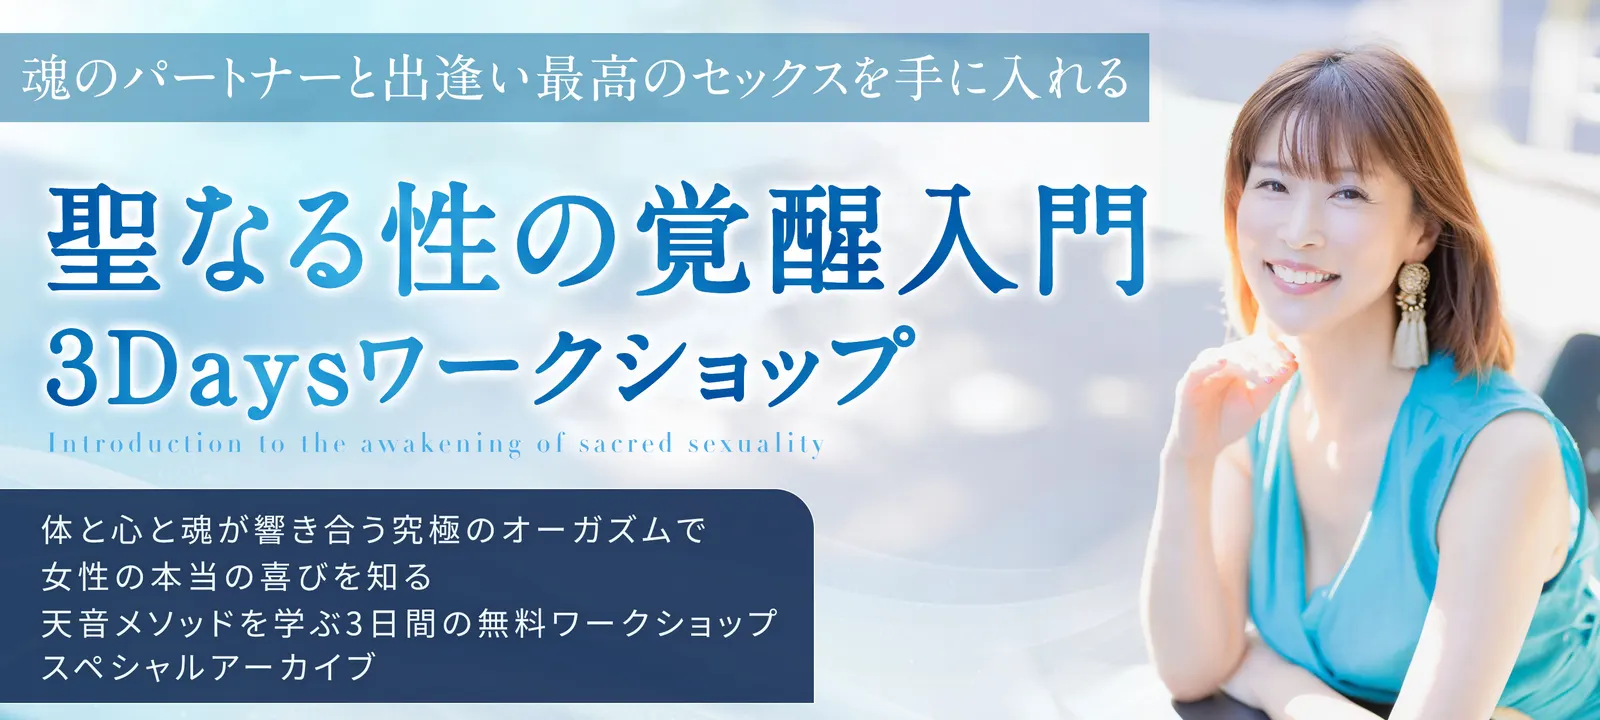 魂のパートナーと出逢い最高のセックスを手に入れる
聖なる性の覚醒入門
3Daysワークショップ
Introduction to the awakening of sacred sexuality
体と心と魂が響き合う究極のオーガズムで
女性の本当の喜びを知る
天音メソッドを学ぶ3日間の無料ワークショップ
スペシャルアーカイブ